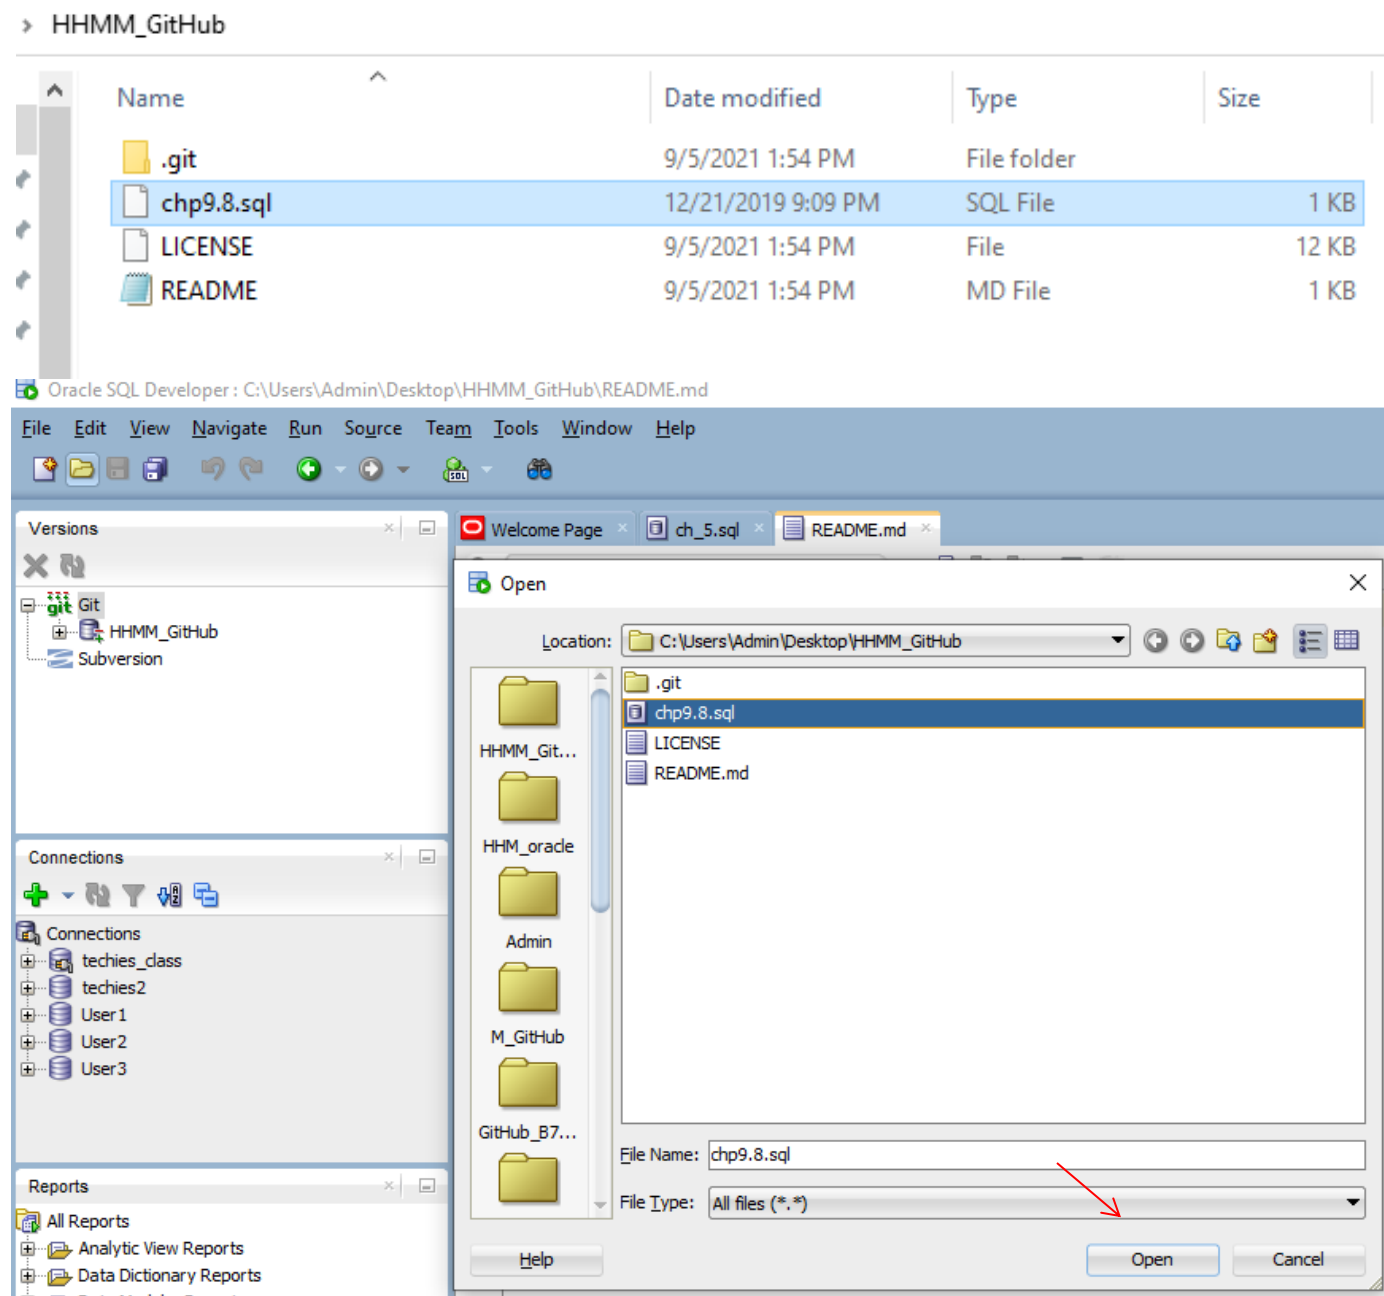 HHMM_GitHub
Name Date modified Type Size
.git 9/5/2021 1:54 PM File folder
chp9.8.sql 12/21/2019 9:09 PM SQL File 1 KB
LICENSE 9/5/2021 1:54 PM File 12 KB
README 9/5/2021 1:54 PM MD File 1 KB
Oracle SQL Developer : C:\Users\Admin\Desktop\HHMM_GitHub\README.md
File Edit View Navigate Run Source Team Tools Window Help
SQL
Versions
git Git
HHMM_GitHub
Subversion
Connections
Connections
techies_class
techies2
User1
User2
User3
Reports
All Reports
Analytic View Reports
Data Dictionary Reports
Welcome Page ch_5.sql README.md
Open
Location: C:\Users\Admin\Desktop\HHMM_GitHub
HHMM_Git...
HHM_oracle
Admin
M_GitHub
GitHub_B7...
.git
chp9.8.sql
LICENSE
README.md
File Name: chp9.8.sql
File Type: All files (*.*)
Help Open Cancel